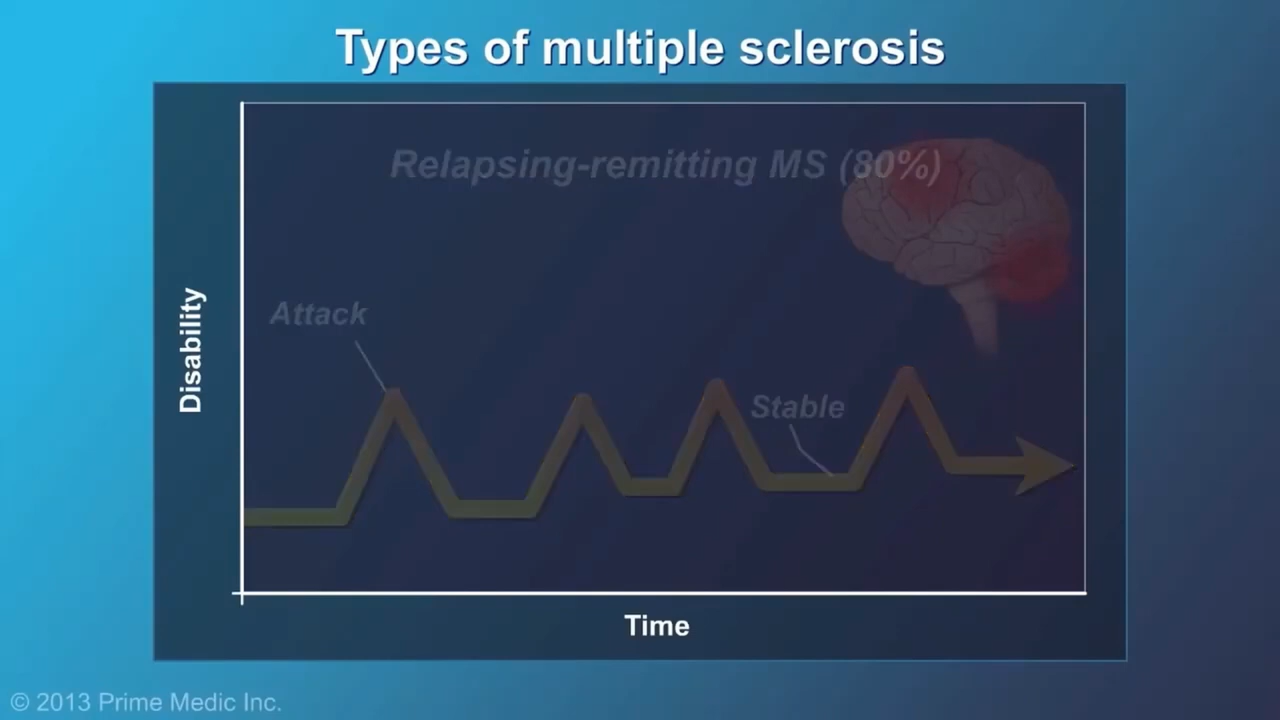 Types of multiple sclerosis
Relapsing-remitting MS (80%)
Attack
Stable
Disability
Time
© 2013 Prime Medic Inc.